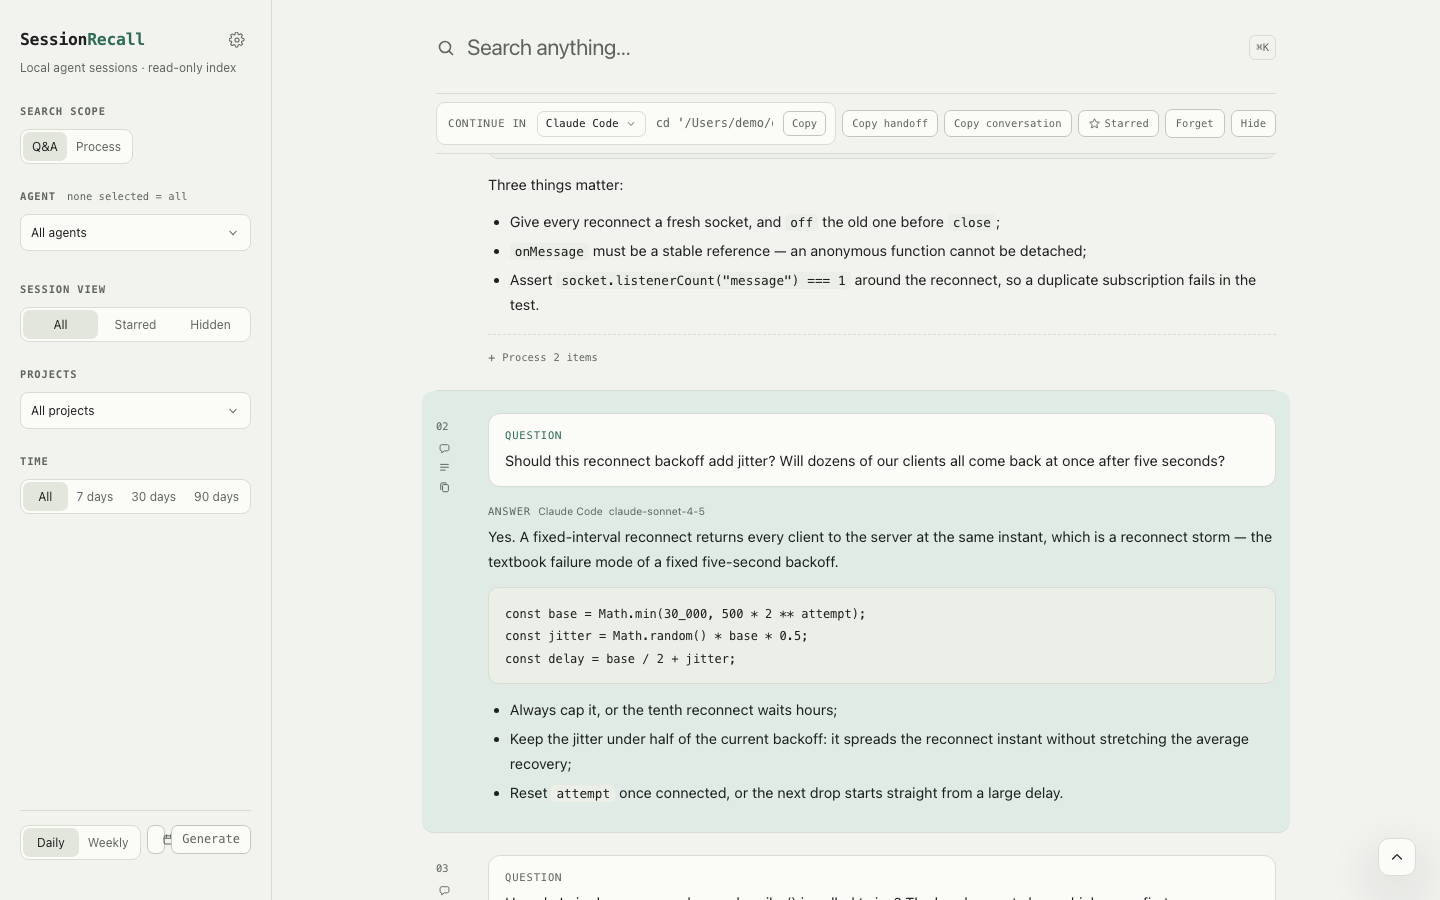 SessionRecall
Local agent sessions · read-only index
SEARCH SCOPE
Q&A
Process
AGENT none selected = all
All agents
SESSION VIEW
All
Starred
Hidden
PROJECTS
All projects
TIME
All
7 days
30 days
90 days
Daily
Weekly
Generate
Search anything...
⌘K
CONTINUE IN
Claude Code
cd '/Users/demo/
Copy
Copy handoff
Copy conversation
Starred
Forget
Hide
Three things matter:
• Give every reconnect a fresh socket, and off the old one before close;
• onMessage must be a stable reference — an anonymous function cannot be detached;
• Assert socket.listenerCount("message") === 1 around the reconnect, so a duplicate subscription fails in the
test.
+ Process 2 items
02
QUESTION
Should this reconnect backoff add jitter? Will dozens of our clients all come back at once after five seconds?
ANSWER Claude Code claude-sonnet-4-5
Yes. A fixed-interval reconnect returns every client to the server at the same instant, which is a reconnect storm — the
textbook failure mode of a fixed five-second backoff.
const base = Math.min(30_000, 500 * 2 ** attempt);
const jitter = Math.random() * base * 0.5;
const delay = base / 2 + jitter;
• Always cap it, or the tenth reconnect waits hours;
• Keep the jitter under half of the current backoff: it spreads the reconnect instant without stretching the average
recovery;
• Reset attempt once connected, or the next drop starts straight from a large delay.
03
QUESTION